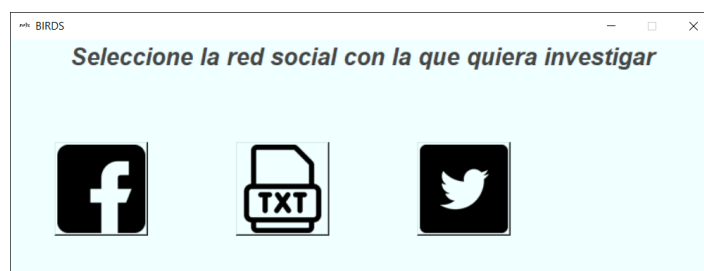 BIRDS
Seleccione la red social con la que quiera investigar
TXT